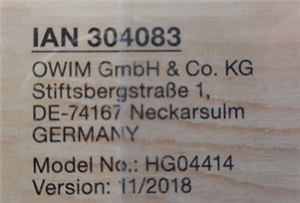 IAN 304083
OWIM GmbH & Co. KG
Stiftsbergstraße 1,
DE-74167 Neckarsulm
GERMANY
Model No.: HG04414
Version: 11/2018